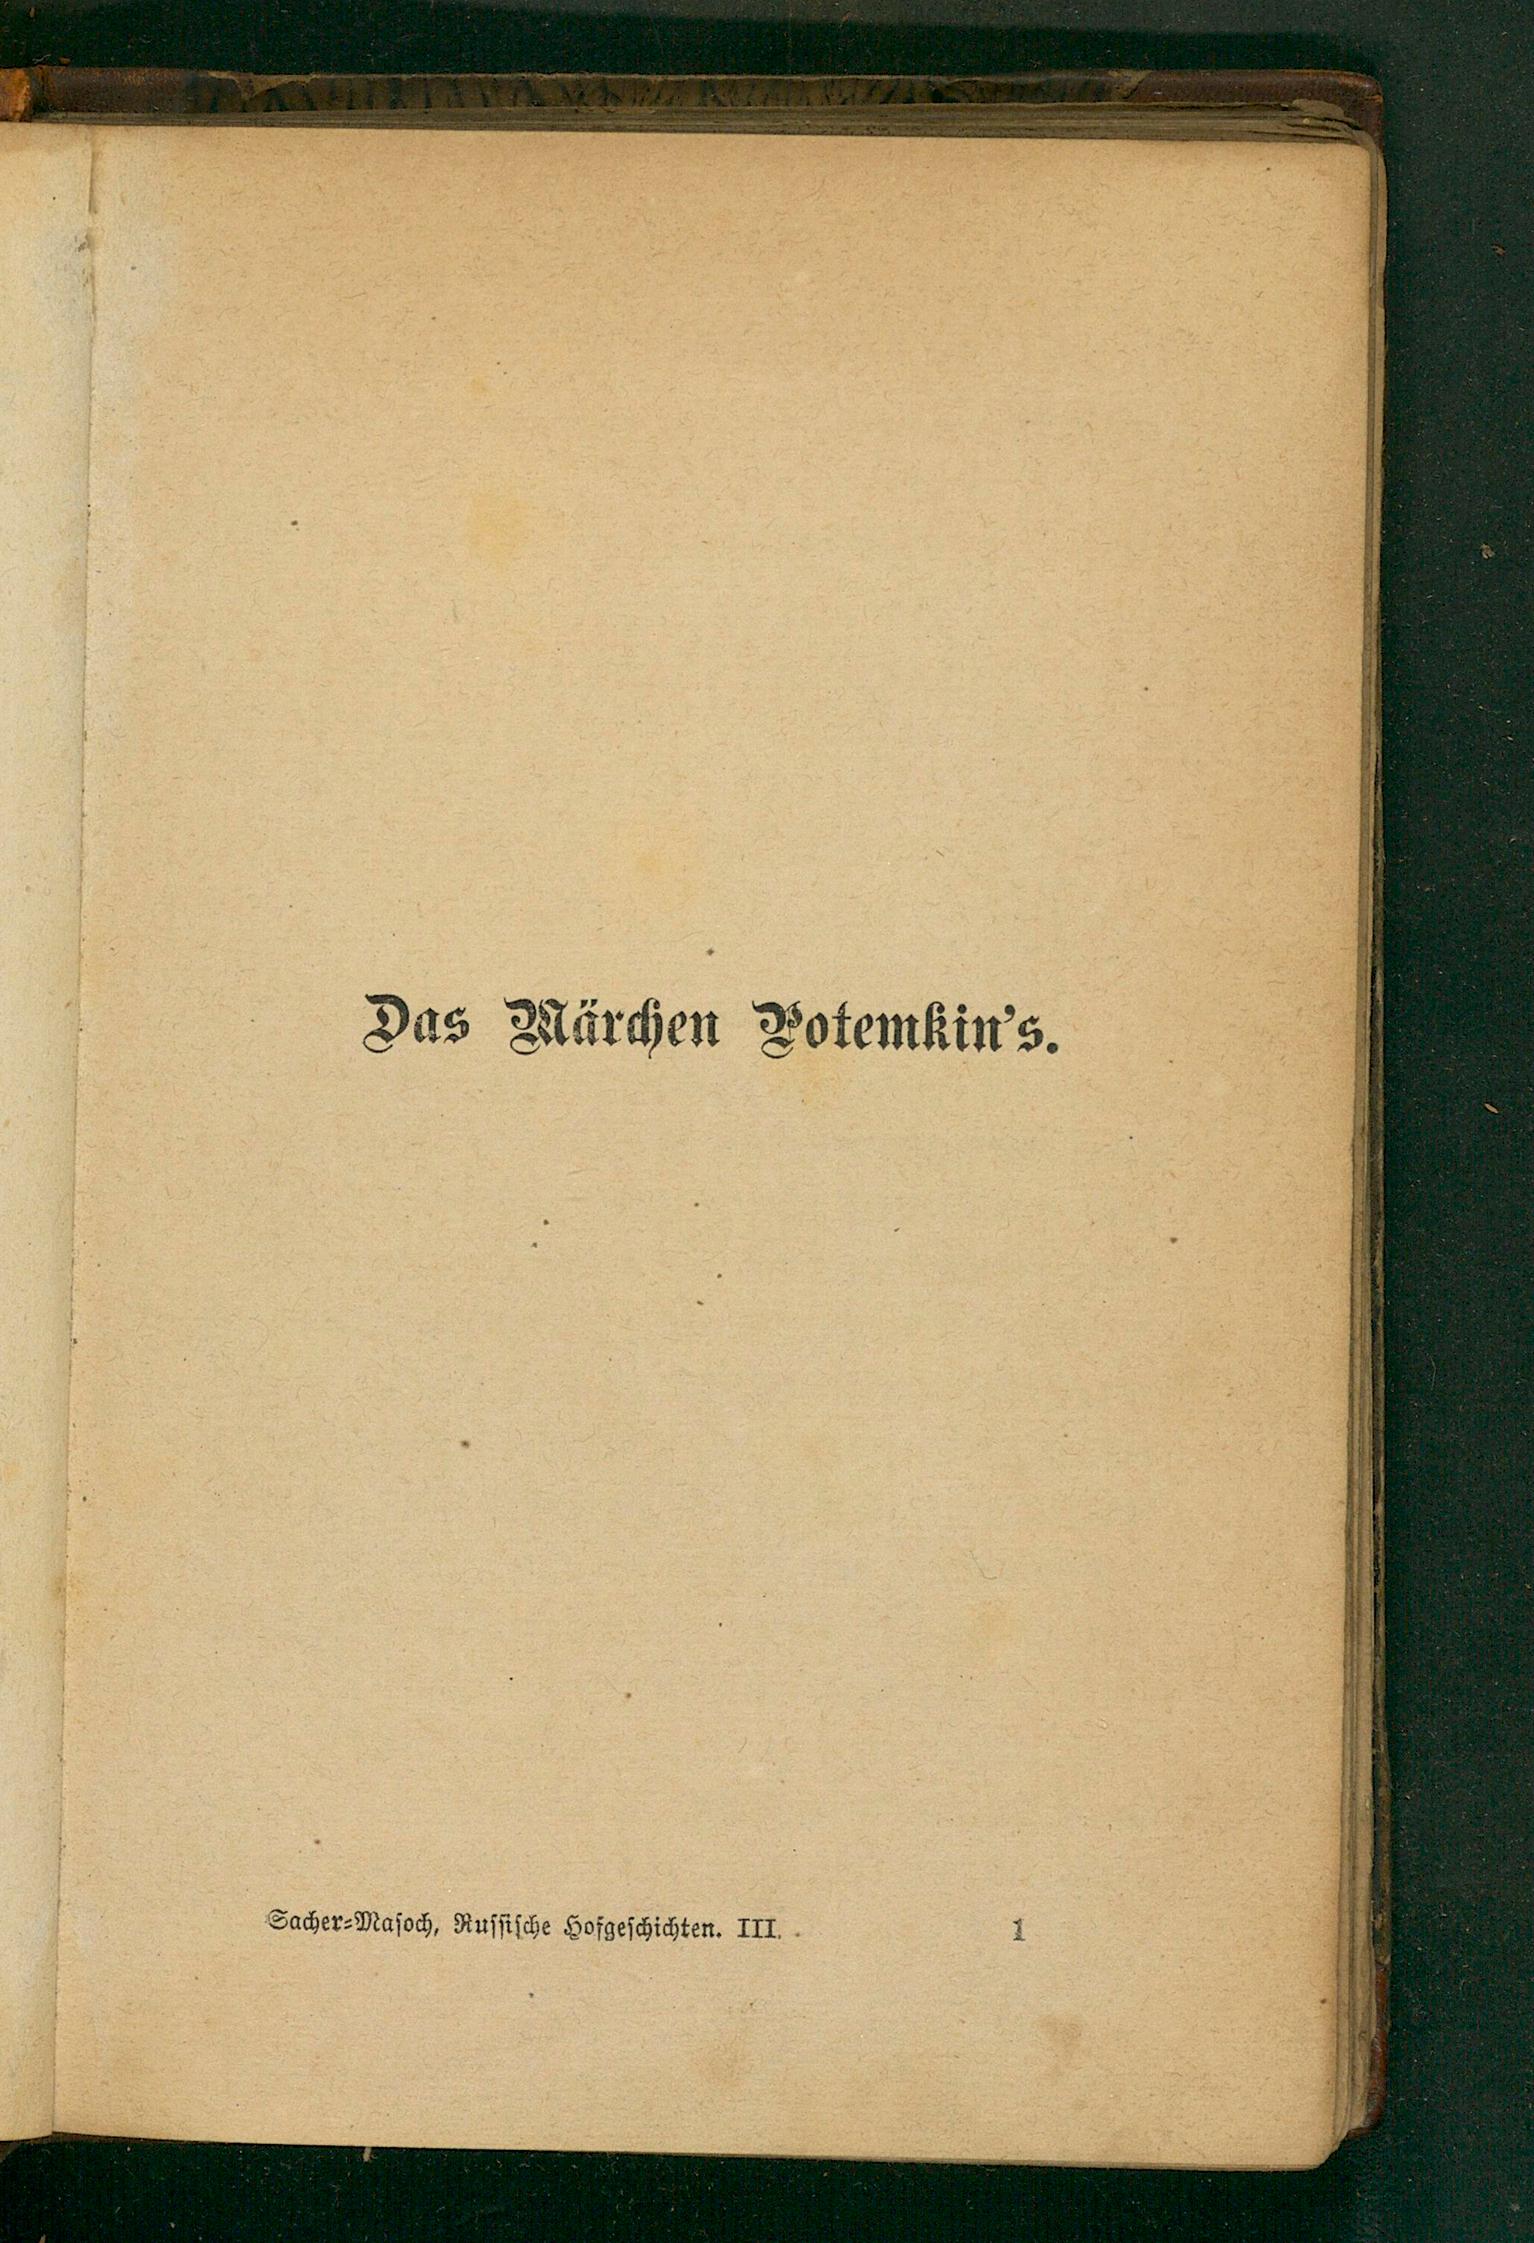 Das Märchen Potemkin's.
Sacher-Masoch, Russische Hofgeschichten. III. 1